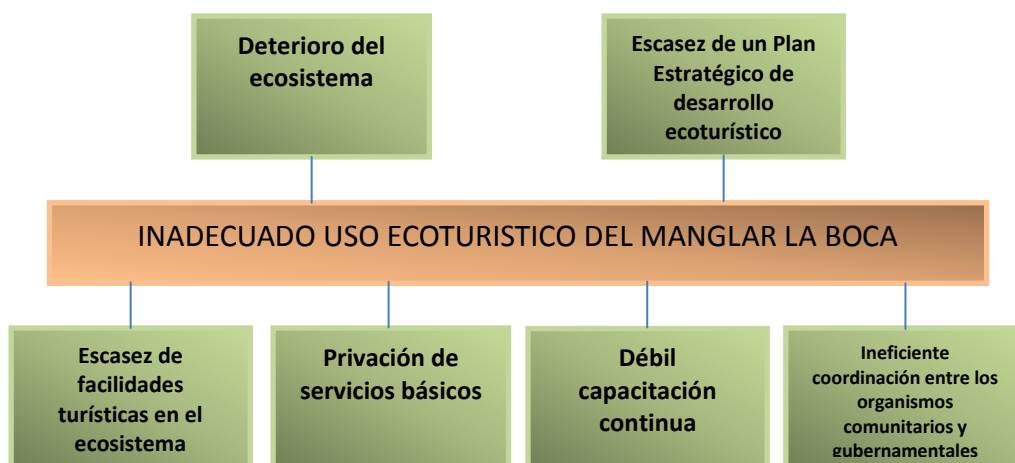 Deterioro del
ecosistema
Escasez de un Plan
Estratégico de
desarrollo
ecoturístico
INADECUADO USO ECOTURISTICO DEL MANGLAR LA BOCA
Escasez de
facilidades
turísticas en el
ecosistema
Privación de
servicios básicos
Débil
capacitación
continua
Ineficiente
coordinación entre los
organismos
comunitarios y
gubernamentales